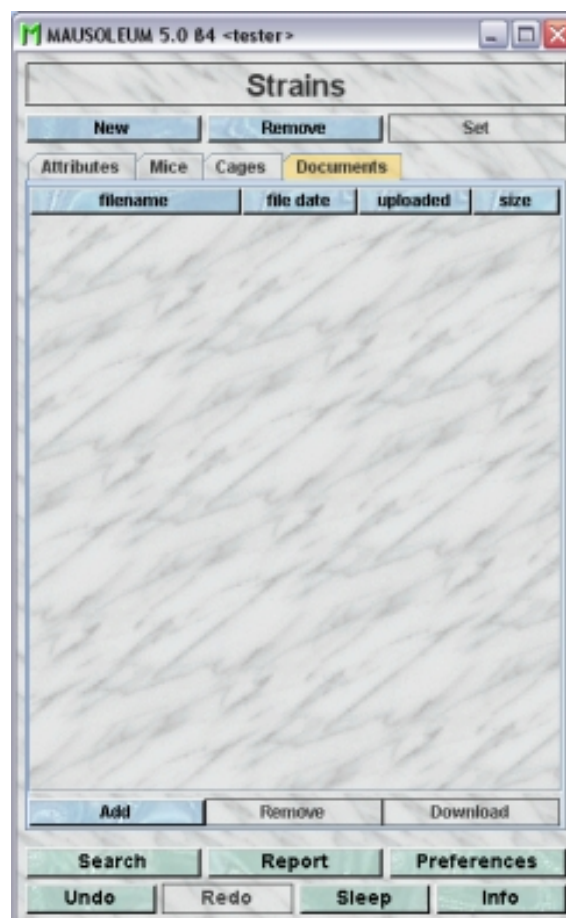 MAUSOLEUM 5.0 ß4 <tester>
Strains
New Remove Set
Attributes Mice Cages Documents
filename file date uploaded size
Add Remove Download
Search Report Preferences
Undo Redo Sleep Info